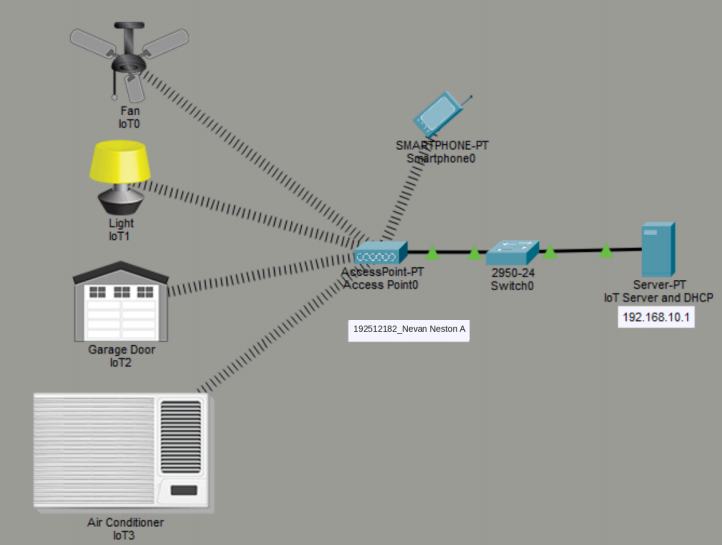 Fan
IoT0
SMARTPHONE-PT
Smartphone0
Light
IoT1
AccessPoint-PT
Access Point0
2950-24
Switch0
Server-PT
IoT Server and DHCP
192.168.10.1
192512182_Nevan Neston A
Garage Door
IoT2
Air Conditioner
IoT3